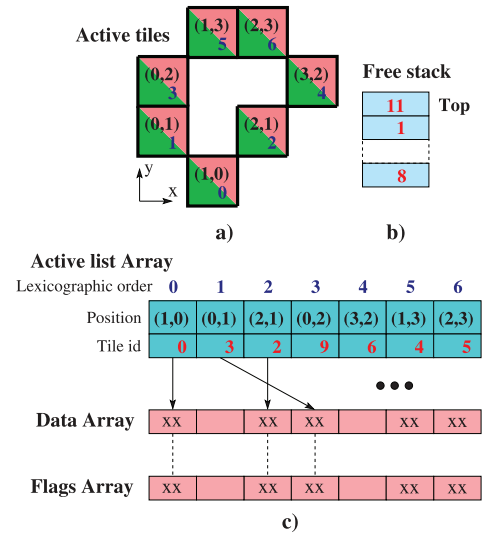 Active tiles
(1,3) (2,3)
5 6
(0,2) (3,2)
3 4
(0,1) (2,1)
1 2
(1,0)
0
y
x
a)
Free stack
11 Top
1
8
b)
Active list Array
Lexicographic order 0 1 2 3 4 5 6
Position (1,0) (0,1) (2,1) (0,2) (3,2) (1,3) (2,3)
Tile id 0 3 2 9 6 4 5
Data Array xx xx xx xx xx
Flags Array xx xx xx xx xx
c)